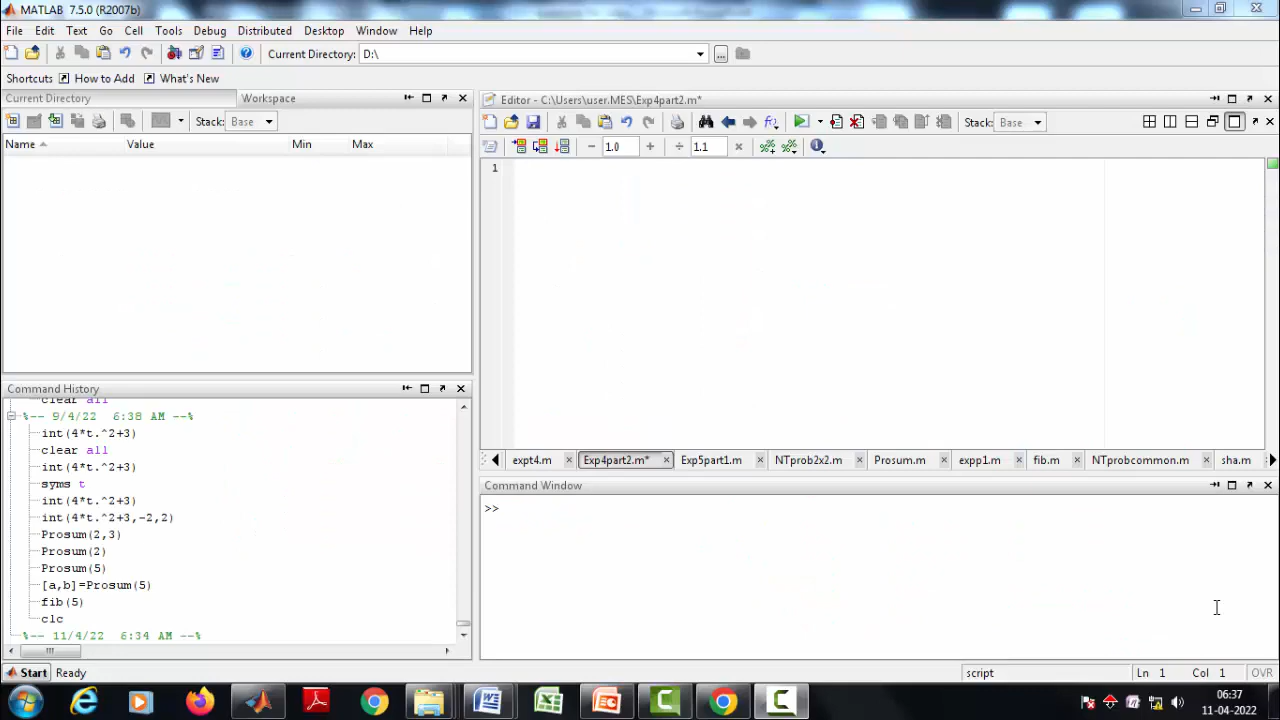 MATLAB 7.5.0 (R2007b)
File Edit Text Go Cell Tools Debug Distributed Desktop Window Help
Current Directory: D:\
Shortcuts How to Add What's New
Current Directory Workspace
Stack: Base
Name Value Min Max
Editor - C:\Users\user.MES\Exp4part2.m*
Stack: Base
1.0 1.1
1
expt4.m Exp4part2.m* Exp5part1.m NTprob2x2.m Prosum.m expp1.m fib.m NTprobcommon.m sha.m
Command History
clear all
%-- 9/4/22 6:38 AM --%
int(4*t.^2+3)
clear all
int(4*t.^2+3)
syms t
int(4*t.^2+3)
int(4*t.^2+3,-2,2)
Prosum(2,3)
Prosum(2)
Prosum(5)
[a,b]=Prosum(5)
fib(5)
clc
%-- 11/4/22 6:34 AM --%
Command Window
>>
Start Ready
script Ln 1 Col 1 OVR
06:37
11-04-2022